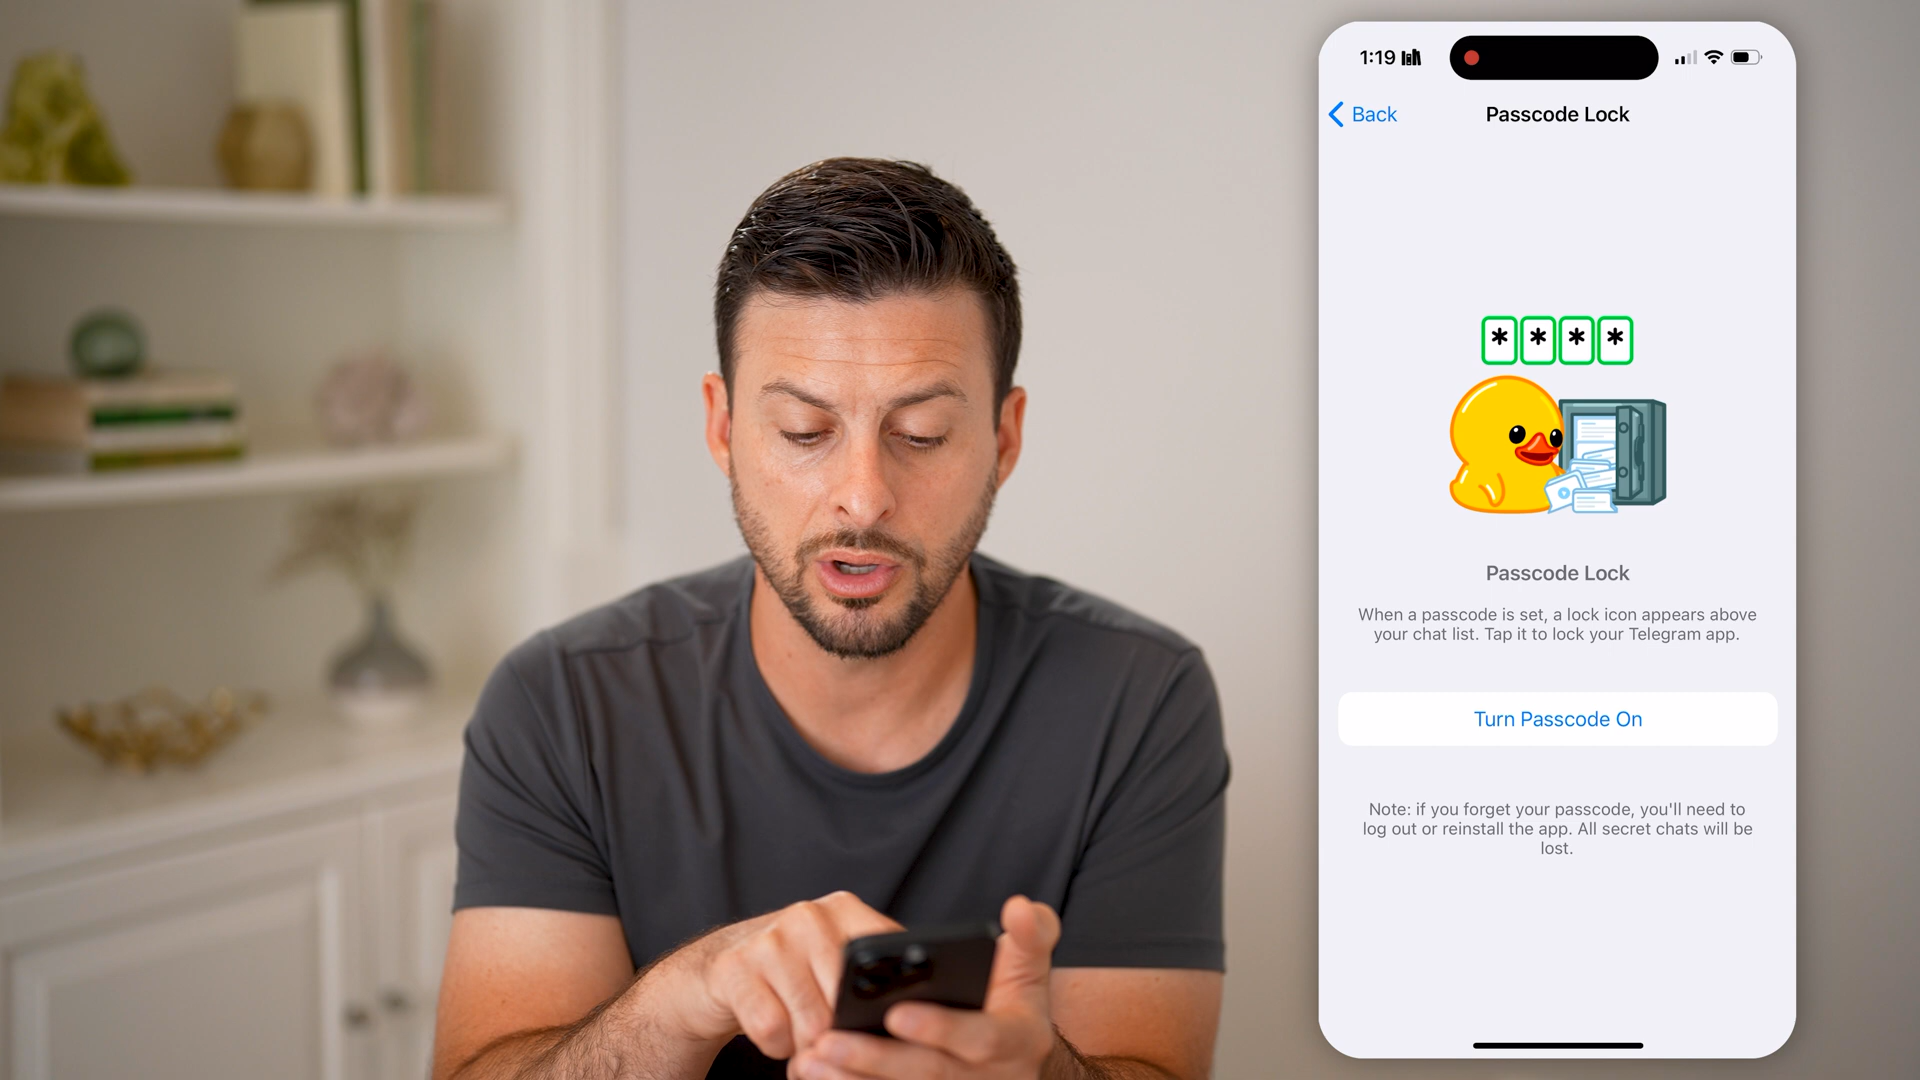 1:19
Back
Passcode Lock
* * * *
Passcode Lock
When a passcode is set, a lock icon appears above
your chat list. Tap it to lock your Telegram app.
Turn Passcode On
Note: if you forget your passcode, you'll need to
log out or reinstall the app. All secret chats will be
lost.